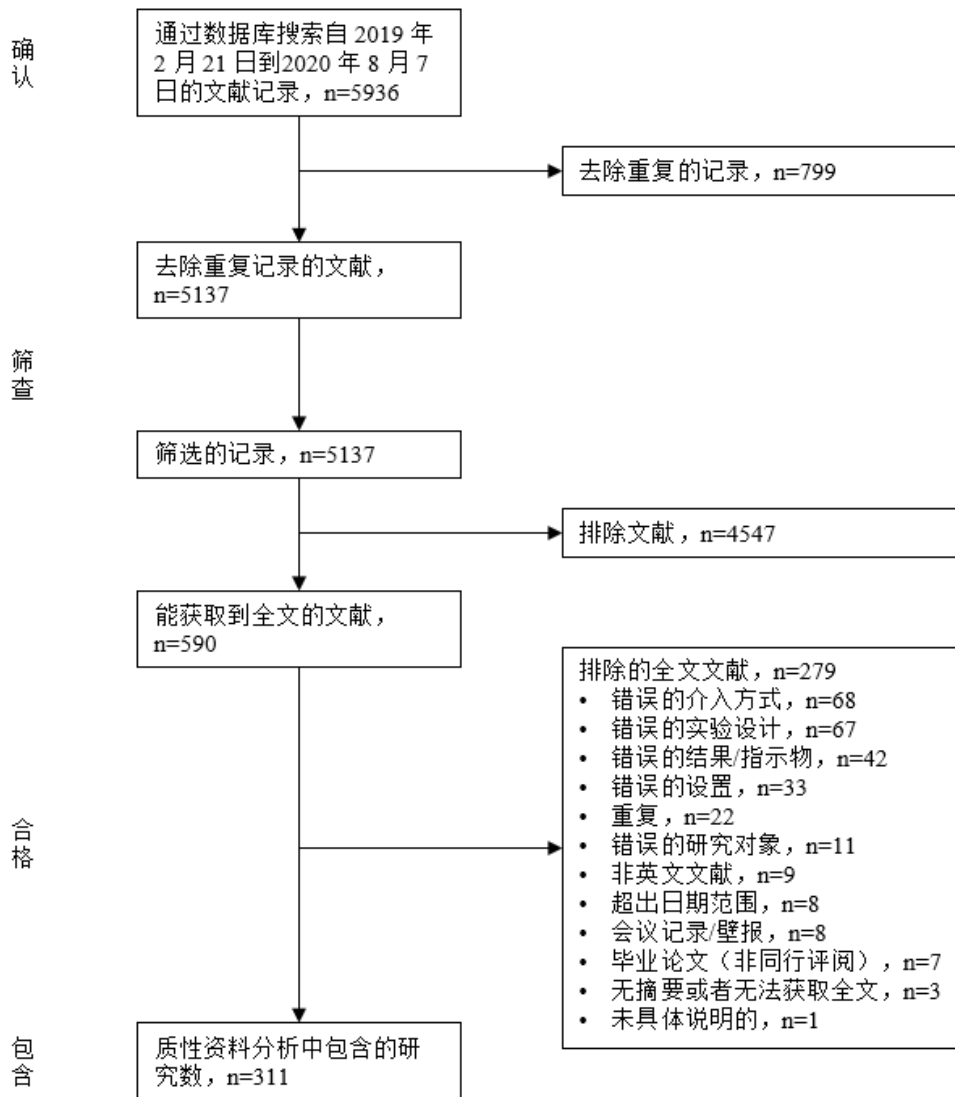 确
认
通过数据库搜索自 2019 年
2 月 21 日到2020 年 8 月 7
日的文献记录，n=5936
去除重复的记录，n=799
去除重复记录的文献，
n=5137
筛
查
筛选的记录，n=5137
排除文献，n=4547
能获取到全文的文献，
n=590
排除的全文文献，n=279
• 错误的介入方式，n=68
• 错误的实验设计，n=67
• 错误的结果/指示物，n=42
• 错误的设置，n=33
• 重复，n=22
• 错误的研究对象，n=11
• 非英文文献，n=9
• 超出日期范围，n=8
• 会议记录/壁报，n=8
• 毕业论文（非同行评阅），n=7
• 无摘要或者无法获取全文，n=3
• 未具体说明的，n=1
合
格
包
含
质性资料分析中包含的研
究数，n=311